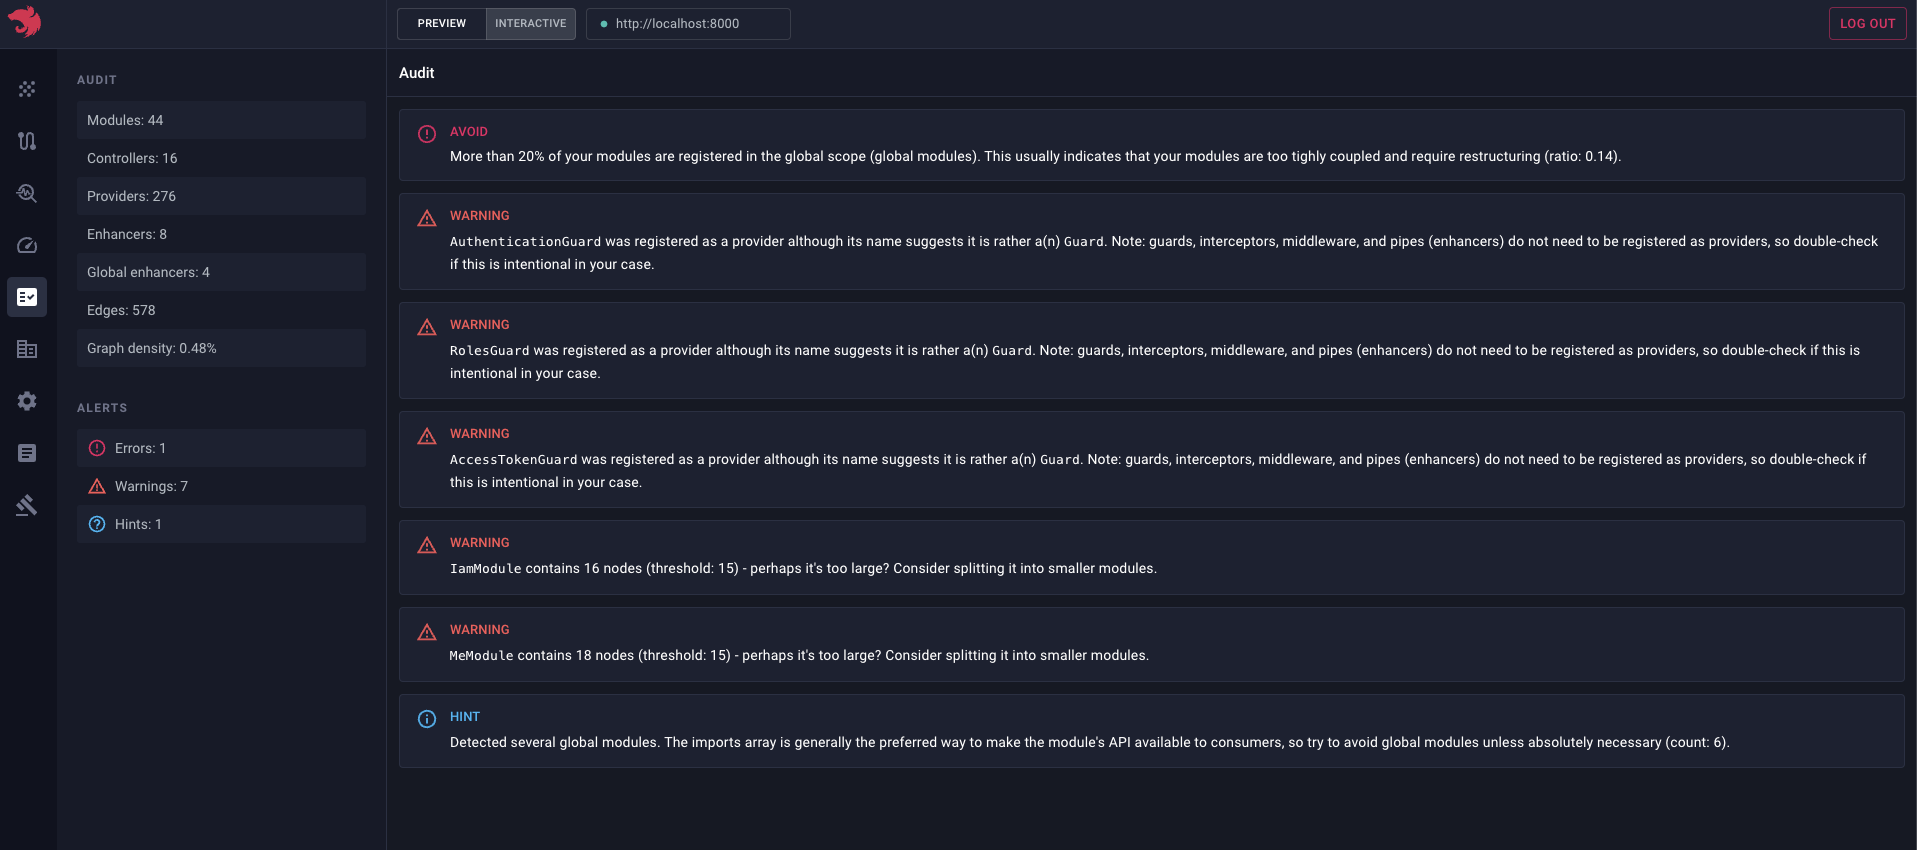 PREVIEW
INTERACTIVE
http://localhost:8000
LOG OUT
AUDIT
Modules: 44
Controllers: 16
Providers: 276
Enhancers: 8
Global enhancers: 4
Edges: 578
Graph density: 0.48%
ALERTS
Errors: 1
Warnings: 7
Hints: 1
Audit
AVOID
More than 20% of your modules are registered in the global scope (global modules). This usually indicates that your modules are too tighly coupled and require restructuring (ratio: 0.14).
WARNING
AuthenticationGuard was registered as a provider although its name suggests it is rather a(n) Guard. Note: guards, interceptors, middleware, and pipes (enhancers) do not need to be registered as providers, so double-check
if this is intentional in your case.
WARNING
RolesGuard was registered as a provider although its name suggests it is rather a(n) Guard. Note: guards, interceptors, middleware, and pipes (enhancers) do not need to be registered as providers, so double-check if this is
intentional in your case.
WARNING
AccessTokenGuard was registered as a provider although its name suggests it is rather a(n) Guard. Note: guards, interceptors, middleware, and pipes (enhancers) do not need to be registered as providers, so double-check if
this is intentional in your case.
WARNING
IamModule contains 16 nodes (threshold: 15) - perhaps it's too large? Consider splitting it into smaller modules.
WARNING
MeModule contains 18 nodes (threshold: 15) - perhaps it's too large? Consider splitting it into smaller modules.
HINT
Detected several global modules. The imports array is generally the preferred way to make the module's API available to consumers, so try to avoid global modules unless absolutely necessary (count: 6).